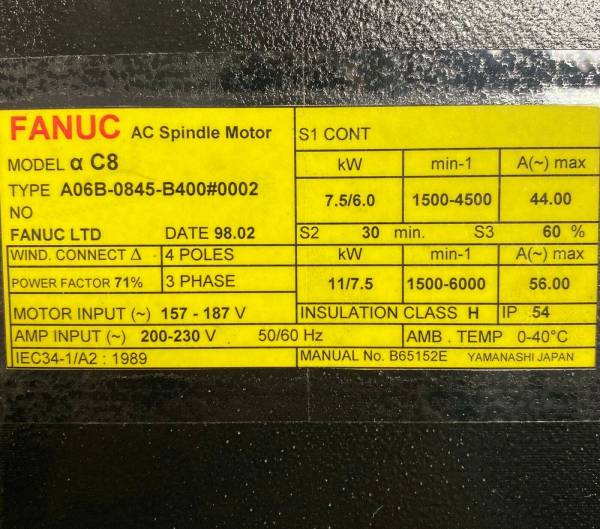 FANUC AC Spindle Motor
MODEL α C8
TYPE A06B-0845-B400#0002
NO
FANUC LTD DATE 98.02
WIND. CONNECT Δ 4 POLES
POWER FACTOR 71% 3 PHASE
MOTOR INPUT (~) 157 - 187 V
AMP INPUT (~) 200-230 V 50/60 Hz
IEC34-1/A2 : 1989
S1 CONT
kW min-1 A(~) max
7.5/6.0 1500-4500 44.00
S2 30 min. S3 60 %
kW min-1 A(~) max
11/7.5 1500-6000 56.00
INSULATION CLASS H IP 54
AMB . TEMP 0-40°C
MANUAL No. B65152E YAMANASHI JAPAN